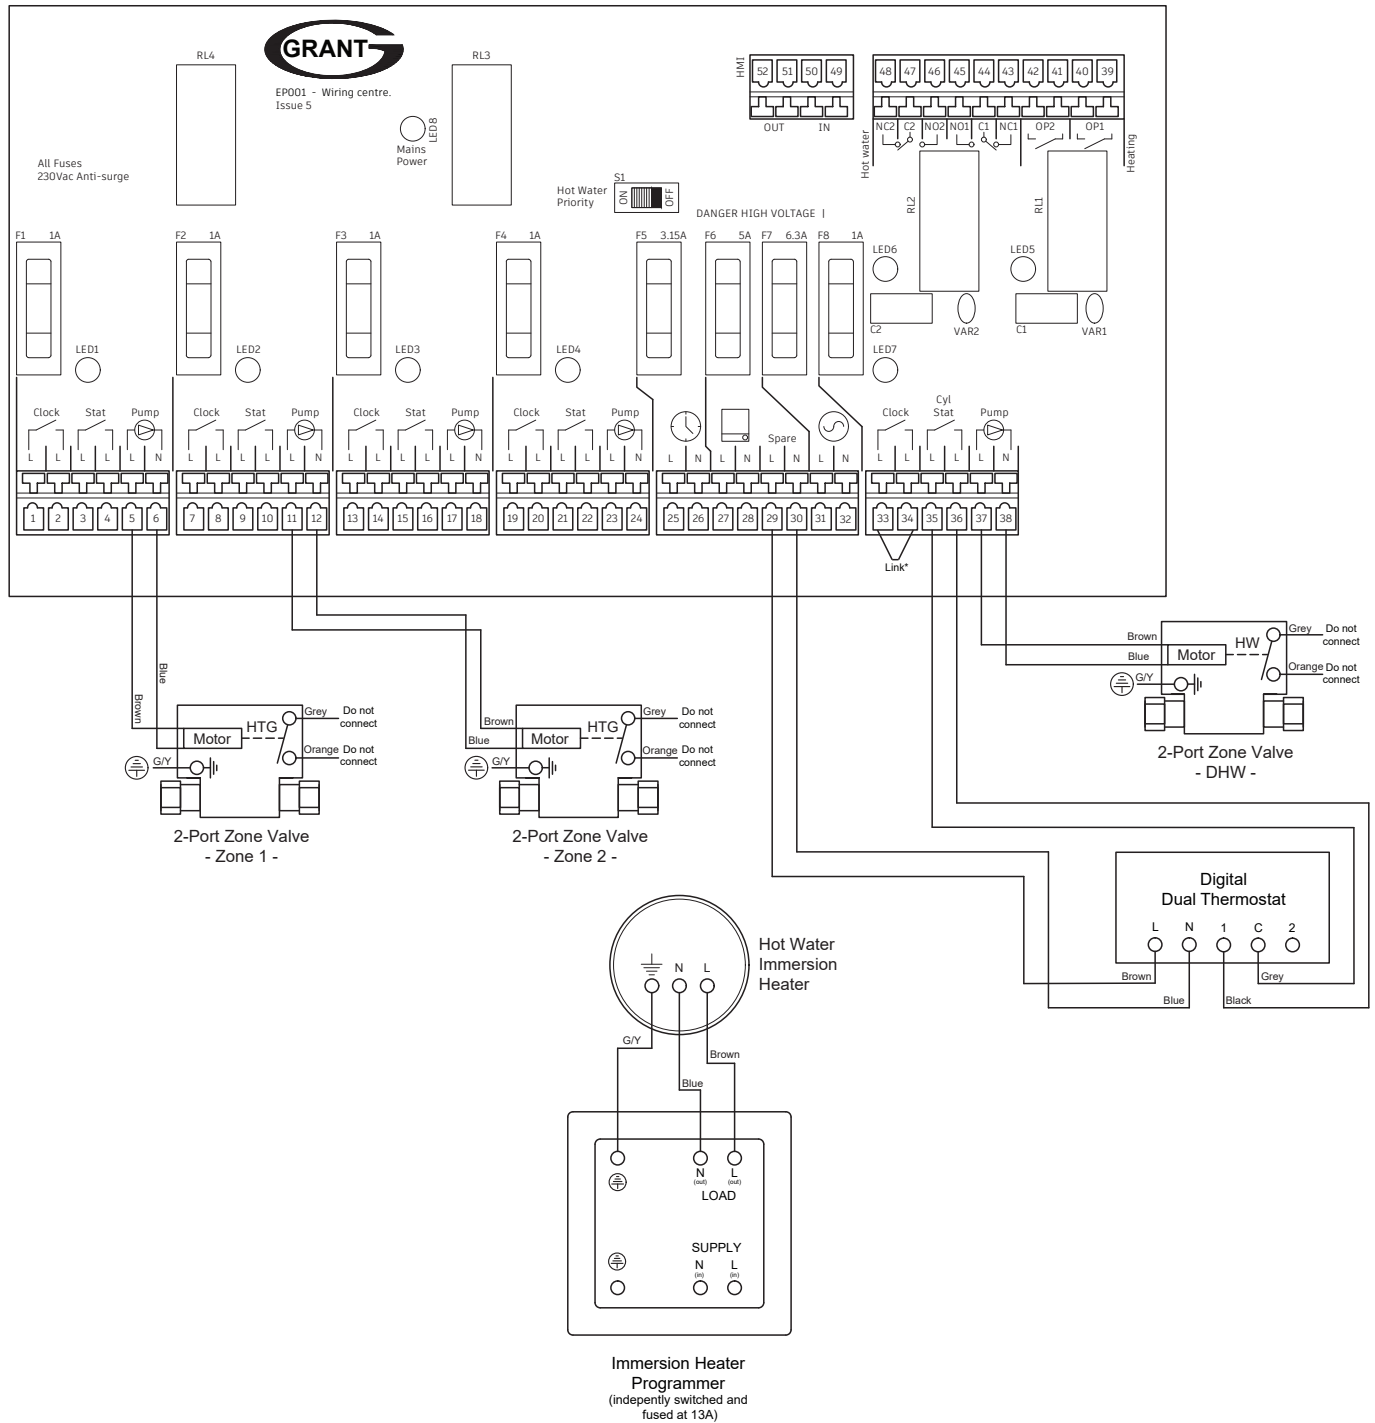 GRANT
EP001 - Wiring centre.
Issue 5
RL4
RL3
LED8
Mains
Power
All Fuses
230Vac Anti-surge
S1
Hot Water
Priority
ON
OFF
DANGER HIGH VOLTAGE |
HMI
52 51 50 49
OUT IN
48 47 46 45 44 43 42 41 40 39
NC2 C2 NO2 NO1 C1 NC1 OP2 OP1
Hot water
Heating
RL2
RL1
LED6
LED5
C2
VAR2
C1
VAR1
LED7
F1 1A
F2 1A
F3 1A
F4 1A
F5 3.15A
F6 5A
F7 6.3A
F8 1A
LED1
LED2
LED3
LED4
Clock Stat Pump
Clock Stat Pump
Clock Stat Pump
Clock Stat Pump
Spare
Clock
Cyl
Stat
Pump
L L L L L N
L L L L L N
L L L L L N
L L L L L N
L N L N L N
L L L L L N
1 2 3 4 5 6
7 8 9 10 11 12
13 14 15 16 17 18
19 20 21 22 23 24
25 26 27 28 29 30 31 32
33 34 35 36 37 38
Link*
Brown
Blue
G/Y
Motor
HTG
Grey
Do not
connect
Orange
Do not
connect
2-Port Zone Valve
- Zone 1 -
Brown
Blue
G/Y
Motor
HTG
Grey
Do not
connect
Orange
Do not
connect
2-Port Zone Valve
- Zone 2 -
Brown
Blue
G/Y
Motor
HW
Grey
Do not
connect
Orange
Do not
connect
2-Port Zone Valve
- DHW -
Digital
Dual Thermostat
L N 1 C 2
Brown
Blue
Black
Grey
Hot Water
Immersion
Heater
N L
G/Y
Blue
Brown
N L
(out) (out)
LOAD
SUPPLY
N L
(in) (in)
Immersion Heater
Programmer
(indepently switched and
fused at 13A)